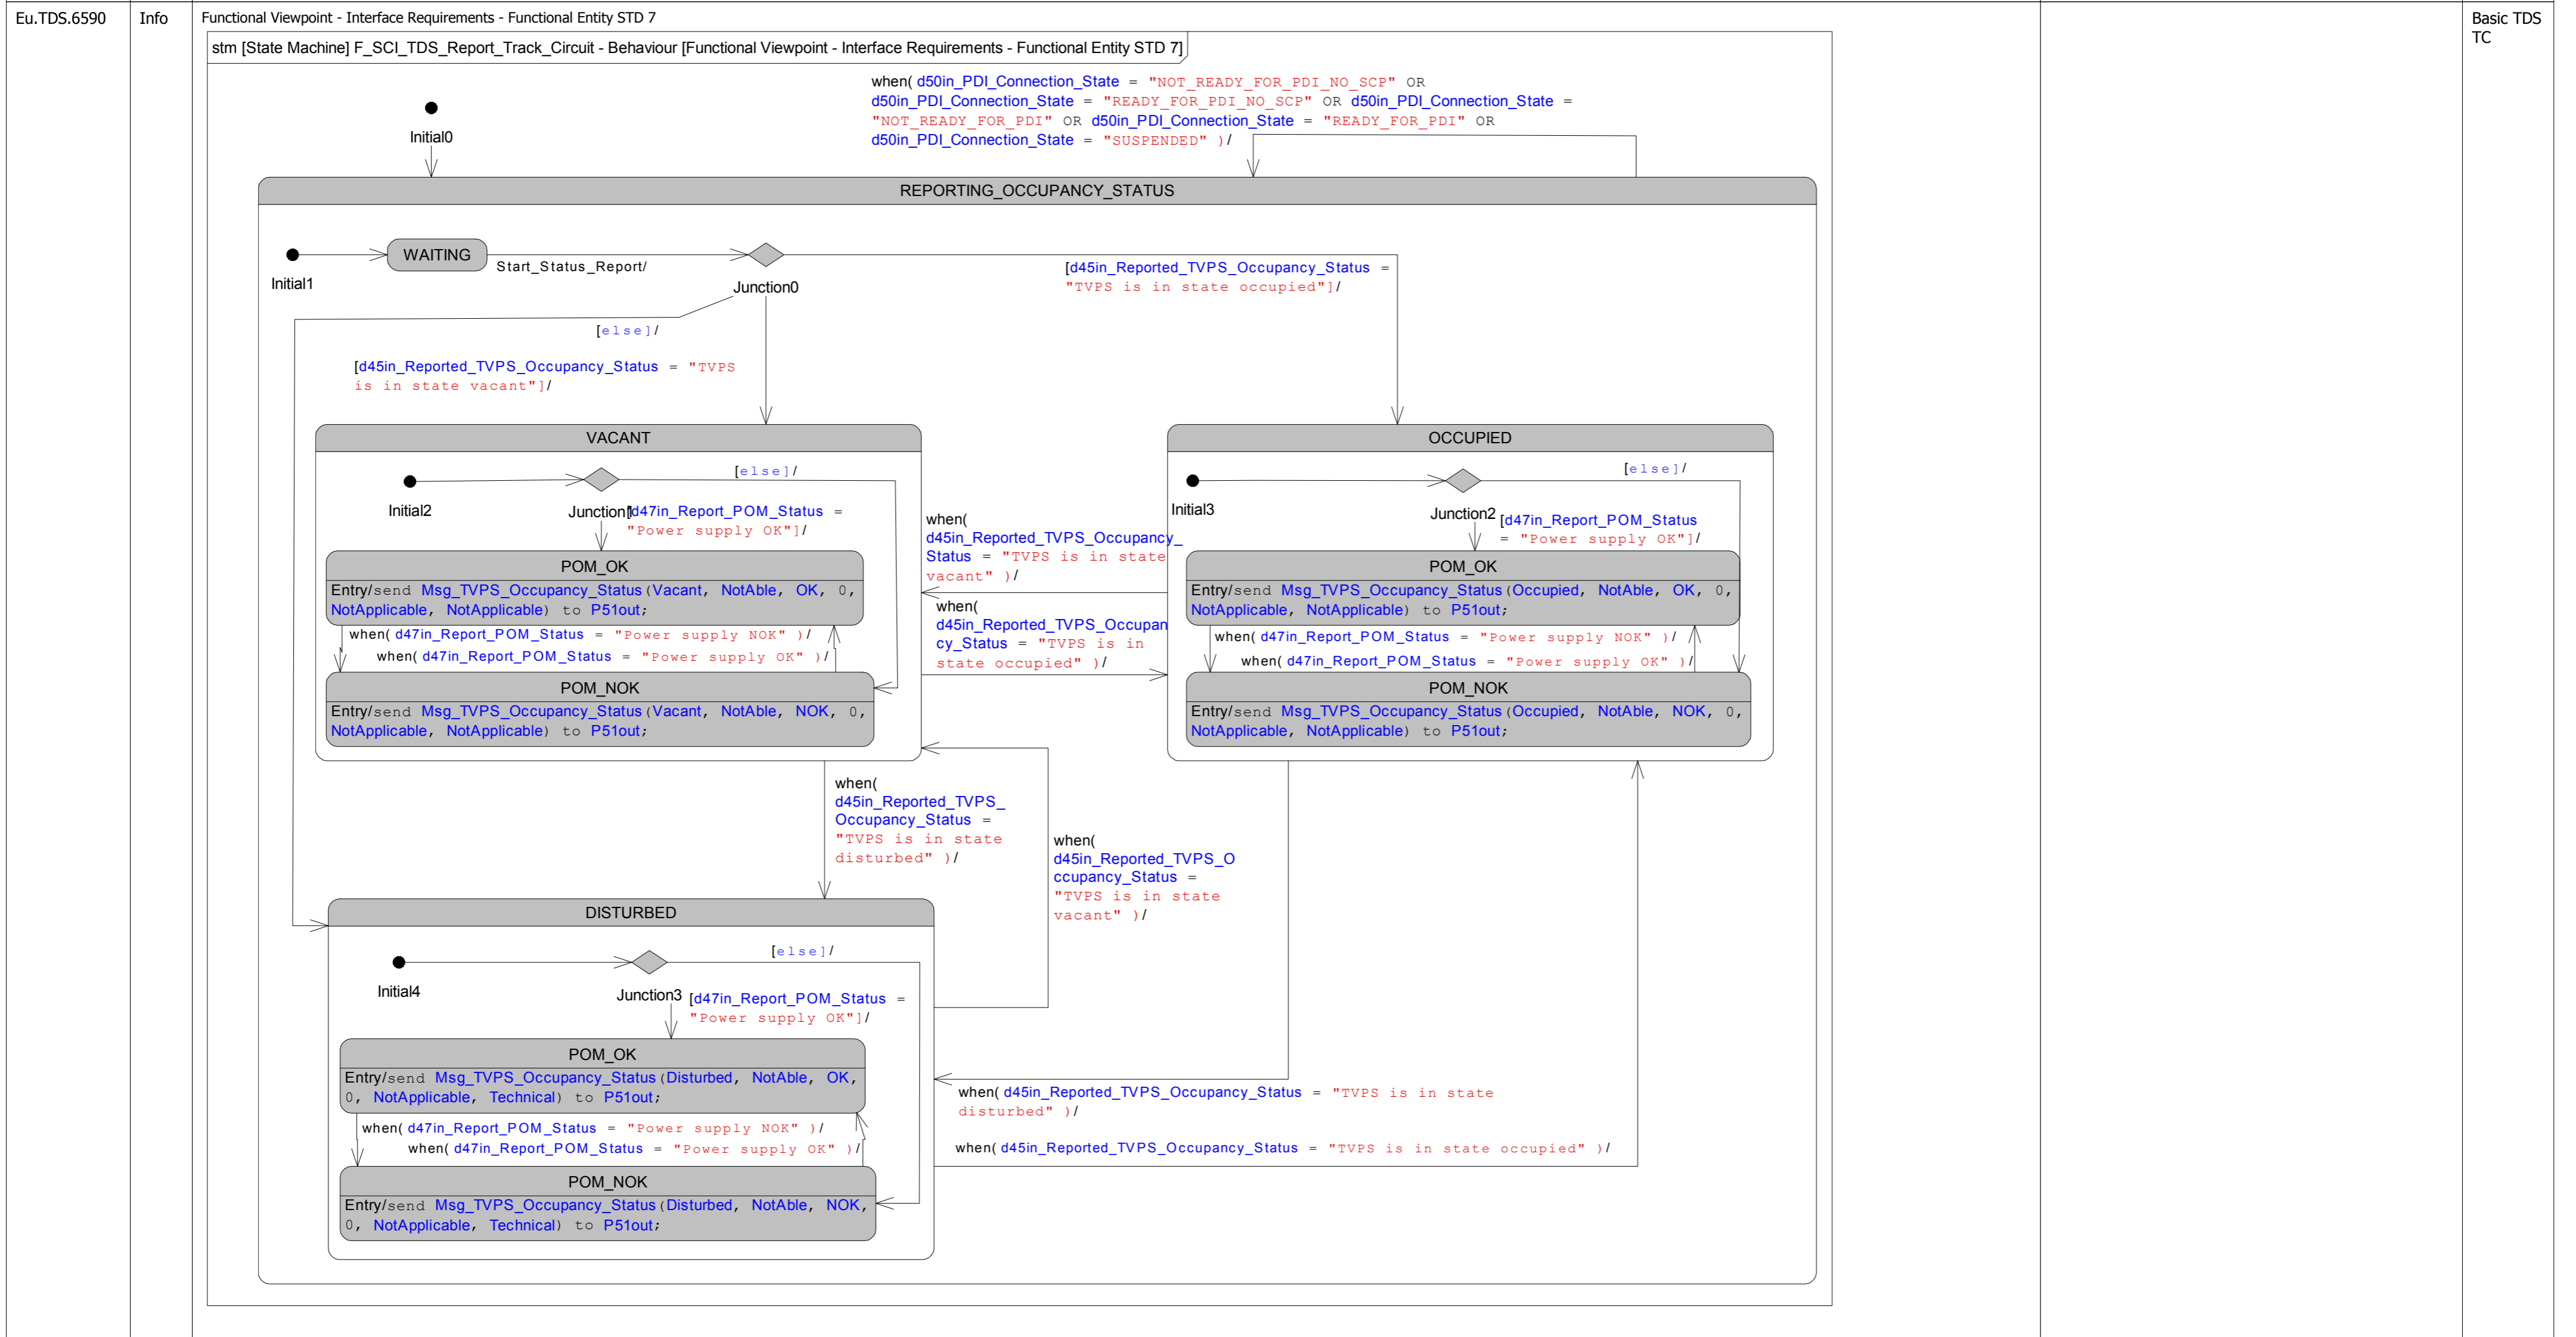 Eu.TDS.6590
Info
Functional Viewpoint - Interface Requirements - Functional Entity STD 7
Basic TDS
TC
stm [State Machine] F_SCI_TDS_Report_Track_Circuit - Behaviour [Functional Viewpoint - Interface Requirements - Functional Entity STD 7]
when( d50in_PDI_Connection_State = "NOT_READY_FOR_PDI_NO_SCP" OR
d50in_PDI_Connection_State = "READY_FOR_PDI_NO_SCP" OR d50in_PDI_Connection_State =
"NOT_READY_FOR_PDI" OR d50in_PDI_Connection_State = "READY_FOR_PDI" OR
d50in_PDI_Connection_State = "SUSPENDED" )/
Initial0
REPORTING_OCCUPANCY_STATUS
WAITING
Start_Status_Report/
Initial1
Junction0
[d45in_Reported_TVPS_Occupancy_Status =
"TVPS is in state occupied"]/
[else]/
[d45in_Reported_TVPS_Occupancy_Status = "TVPS
is in state vacant"]/
VACANT
[else]/
Initial2
Junction1
[d47in_Report_POM_Status =
"Power supply OK"]/
POM_OK
Entry/send Msg_TVPS_Occupancy_Status(Vacant, NotAble, OK, 0,
NotApplicable, NotApplicable) to P51out;
when( d47in_Report_POM_Status = "Power supply NOK" )/
when( d47in_Report_POM_Status = "Power supply OK" )/
POM_NOK
Entry/send Msg_TVPS_Occupancy_Status(Vacant, NotAble, NOK, 0,
NotApplicable, NotApplicable) to P51out;
when(
d45in_Reported_TVPS_Occupancy_
Status = "TVPS is in state
vacant" )/
when(
d45in_Reported_TVPS_Occupan
cy_Status = "TVPS is in
state occupied" )/
OCCUPIED
[else]/
Initial3
Junction2
[d47in_Report_POM_Status
= "Power supply OK"]/
POM_OK
Entry/send Msg_TVPS_Occupancy_Status(Occupied, NotAble, OK, 0,
NotApplicable, NotApplicable) to P51out;
when( d47in_Report_POM_Status = "Power supply NOK" )/
when( d47in_Report_POM_Status = "Power supply OK" )/
POM_NOK
Entry/send Msg_TVPS_Occupancy_Status(Occupied, NotAble, NOK, 0,
NotApplicable, NotApplicable) to P51out;
when(
d45in_Reported_TVPS_
Occupancy_Status =
"TVPS is in state
disturbed" )/
when(
d45in_Reported_TVPS_O
ccupancy_Status =
"TVPS is in state
vacant" )/
DISTURBED
[else]/
Initial4
Junction3
[d47in_Report_POM_Status =
"Power supply OK"]/
POM_OK
Entry/send Msg_TVPS_Occupancy_Status(Disturbed, NotAble, OK,
0, NotApplicable, Technical) to P51out;
when( d47in_Report_POM_Status = "Power supply NOK" )/
when( d47in_Report_POM_Status = "Power supply OK" )/
POM_NOK
Entry/send Msg_TVPS_Occupancy_Status(Disturbed, NotAble, NOK,
0, NotApplicable, Technical) to P51out;
when( d45in_Reported_TVPS_Occupancy_Status = "TVPS is in state
disturbed" )/
when( d45in_Reported_TVPS_Occupancy_Status = "TVPS is in state occupied" )/